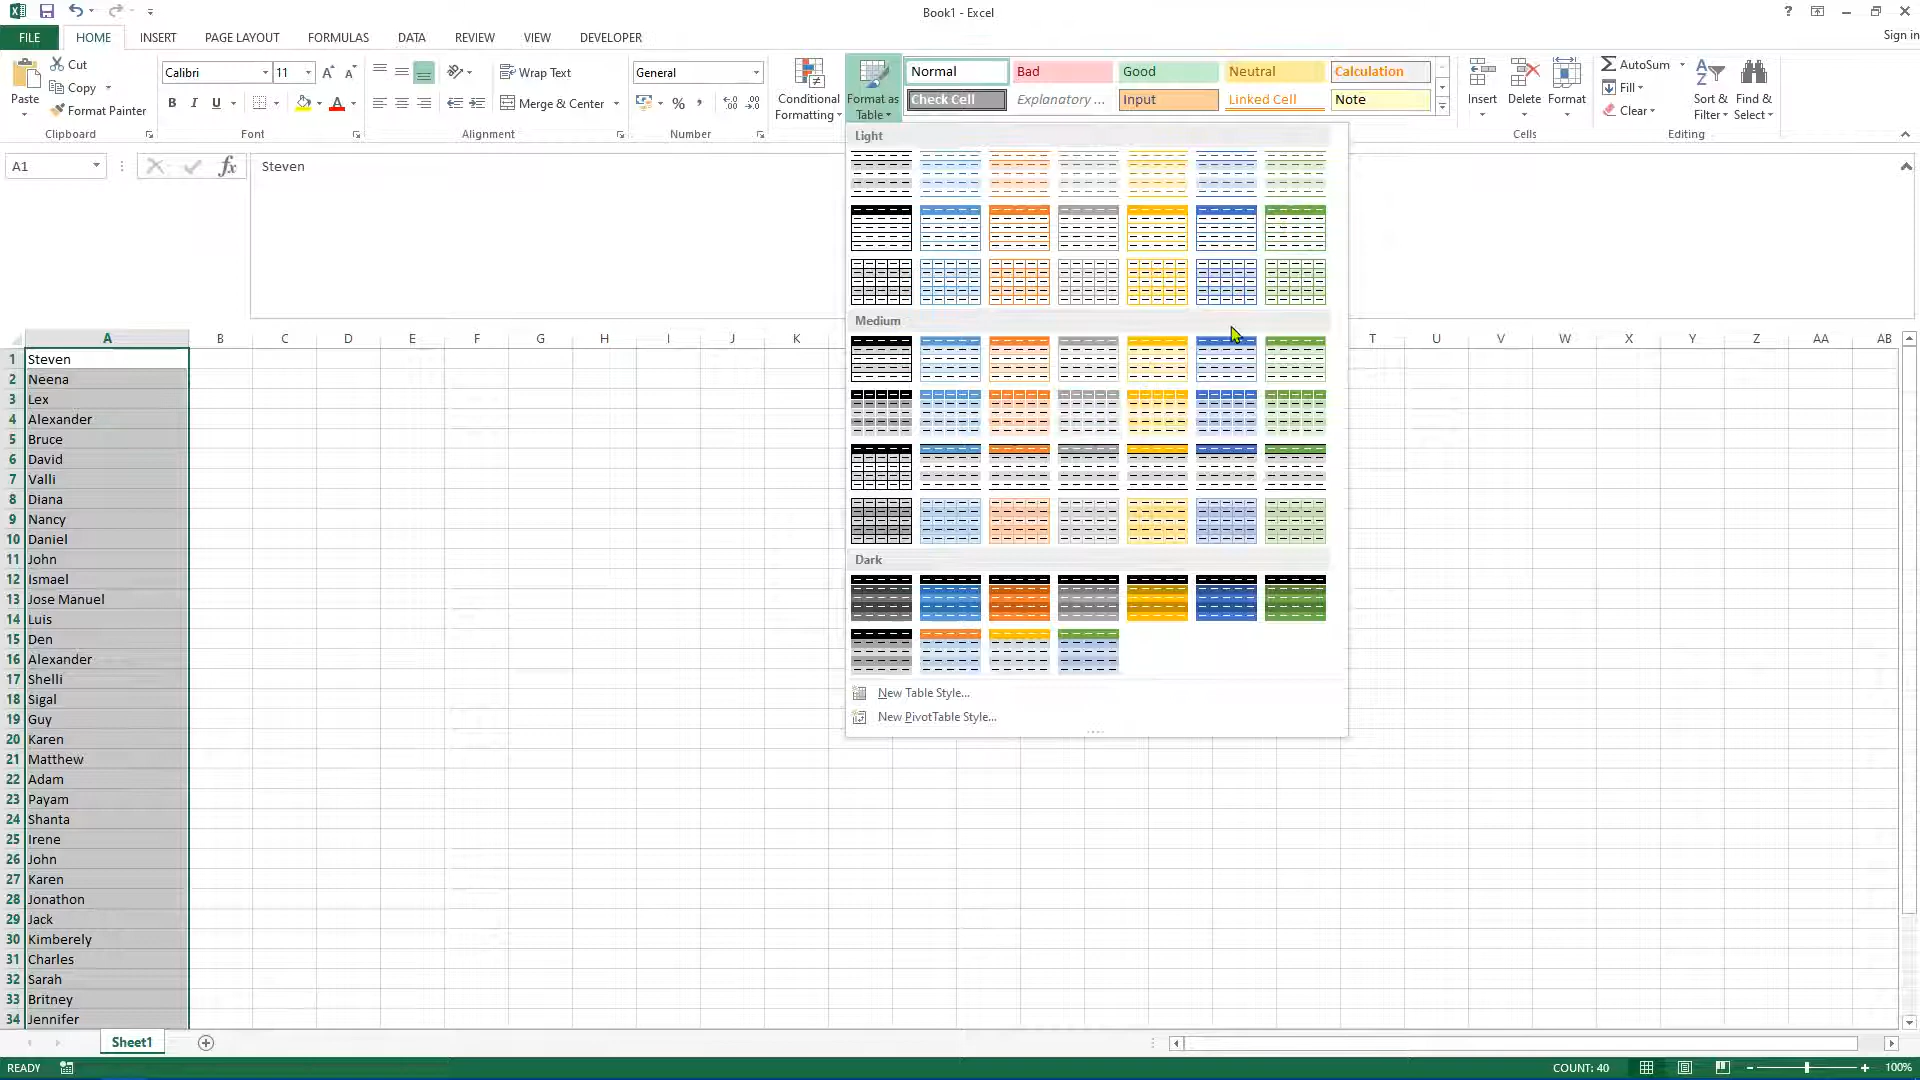 Book1 - Excel
?
FILE HOME INSERT PAGE LAYOUT FORMULAS DATA REVIEW VIEW DEVELOPER Sign in
Paste
Cut
Copy
Format Painter
Clipboard
Calibri 11
B I U
Font
Wrap Text
Merge & Center
Alignment
General
%
Number
Conditional
Formatting
Format as
Table
Normal Bad Good Neutral Calculation
Check Cell Explanatory ... Input Linked Cell Note
Insert Delete Format
Cells
AutoSum
Fill
Clear
Sort &
Filter
Find &
Select
Editing
A1 fx Steven
Light
Medium
Dark
New Table Style...
New PivotTable Style...
A B C D E F G H I J K T U V W X Y Z AA AB
1 Steven
2 Neena
3 Lex
4 Alexander
5 Bruce
6 David
7 Valli
8 Diana
9 Nancy
10 Daniel
11 John
12 Ismael
13 Jose Manuel
14 Luis
15 Den
16 Alexander
17 Shelli
18 Sigal
19 Guy
20 Karen
21 Matthew
22 Adam
23 Payam
24 Shanta
25 Irene
26 John
27 Karen
28 Jonathon
29 Jack
30 Kimberely
31 Charles
32 Sarah
33 Britney
34 Jennifer
Sheet1
READY COUNT: 40 100%